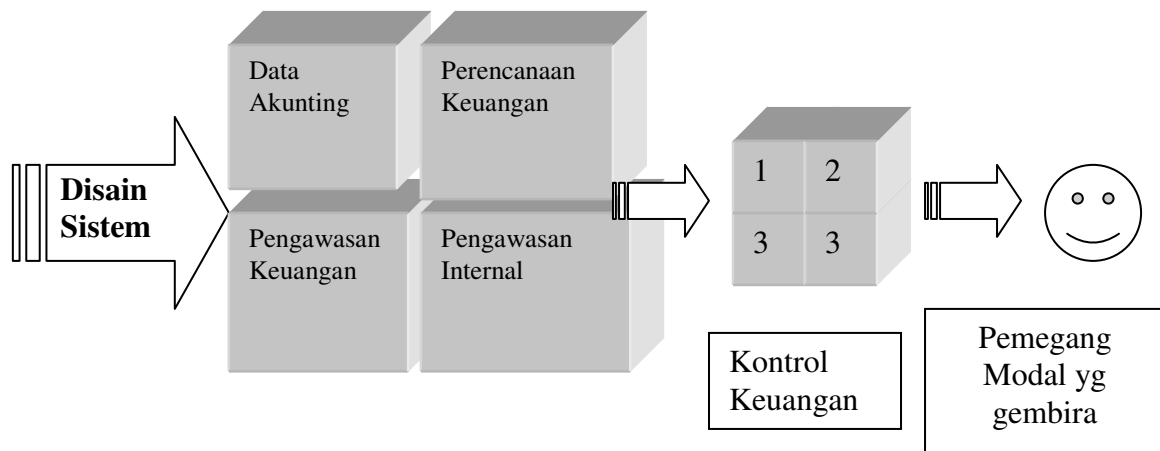 Disain
Sistem
Data
Akunting
Perencanaan
Keuangan
Pengawasan
Keuangan
Pengawasan
Internal
1 2
3 3
Kontrol
Keuangan
Pemegang
Modal yg
gembira